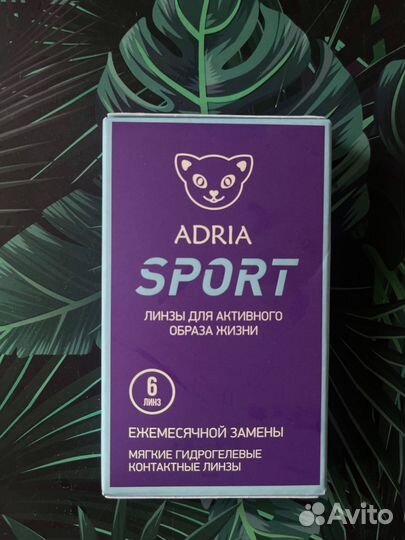 ADRIA
SPORT
ЛИНЗЫ ДЛЯ АКТИВНОГО
ОБРАЗА ЖИЗНИ
6
ЛИНЗ
ЕЖЕМЕСЯЧНОЙ ЗАМЕНЫ
МЯГКИЕ ГИДРОГЕЛЕВЫЕ
КОНТАКТНЫЕ ЛИНЗЫ
Avito